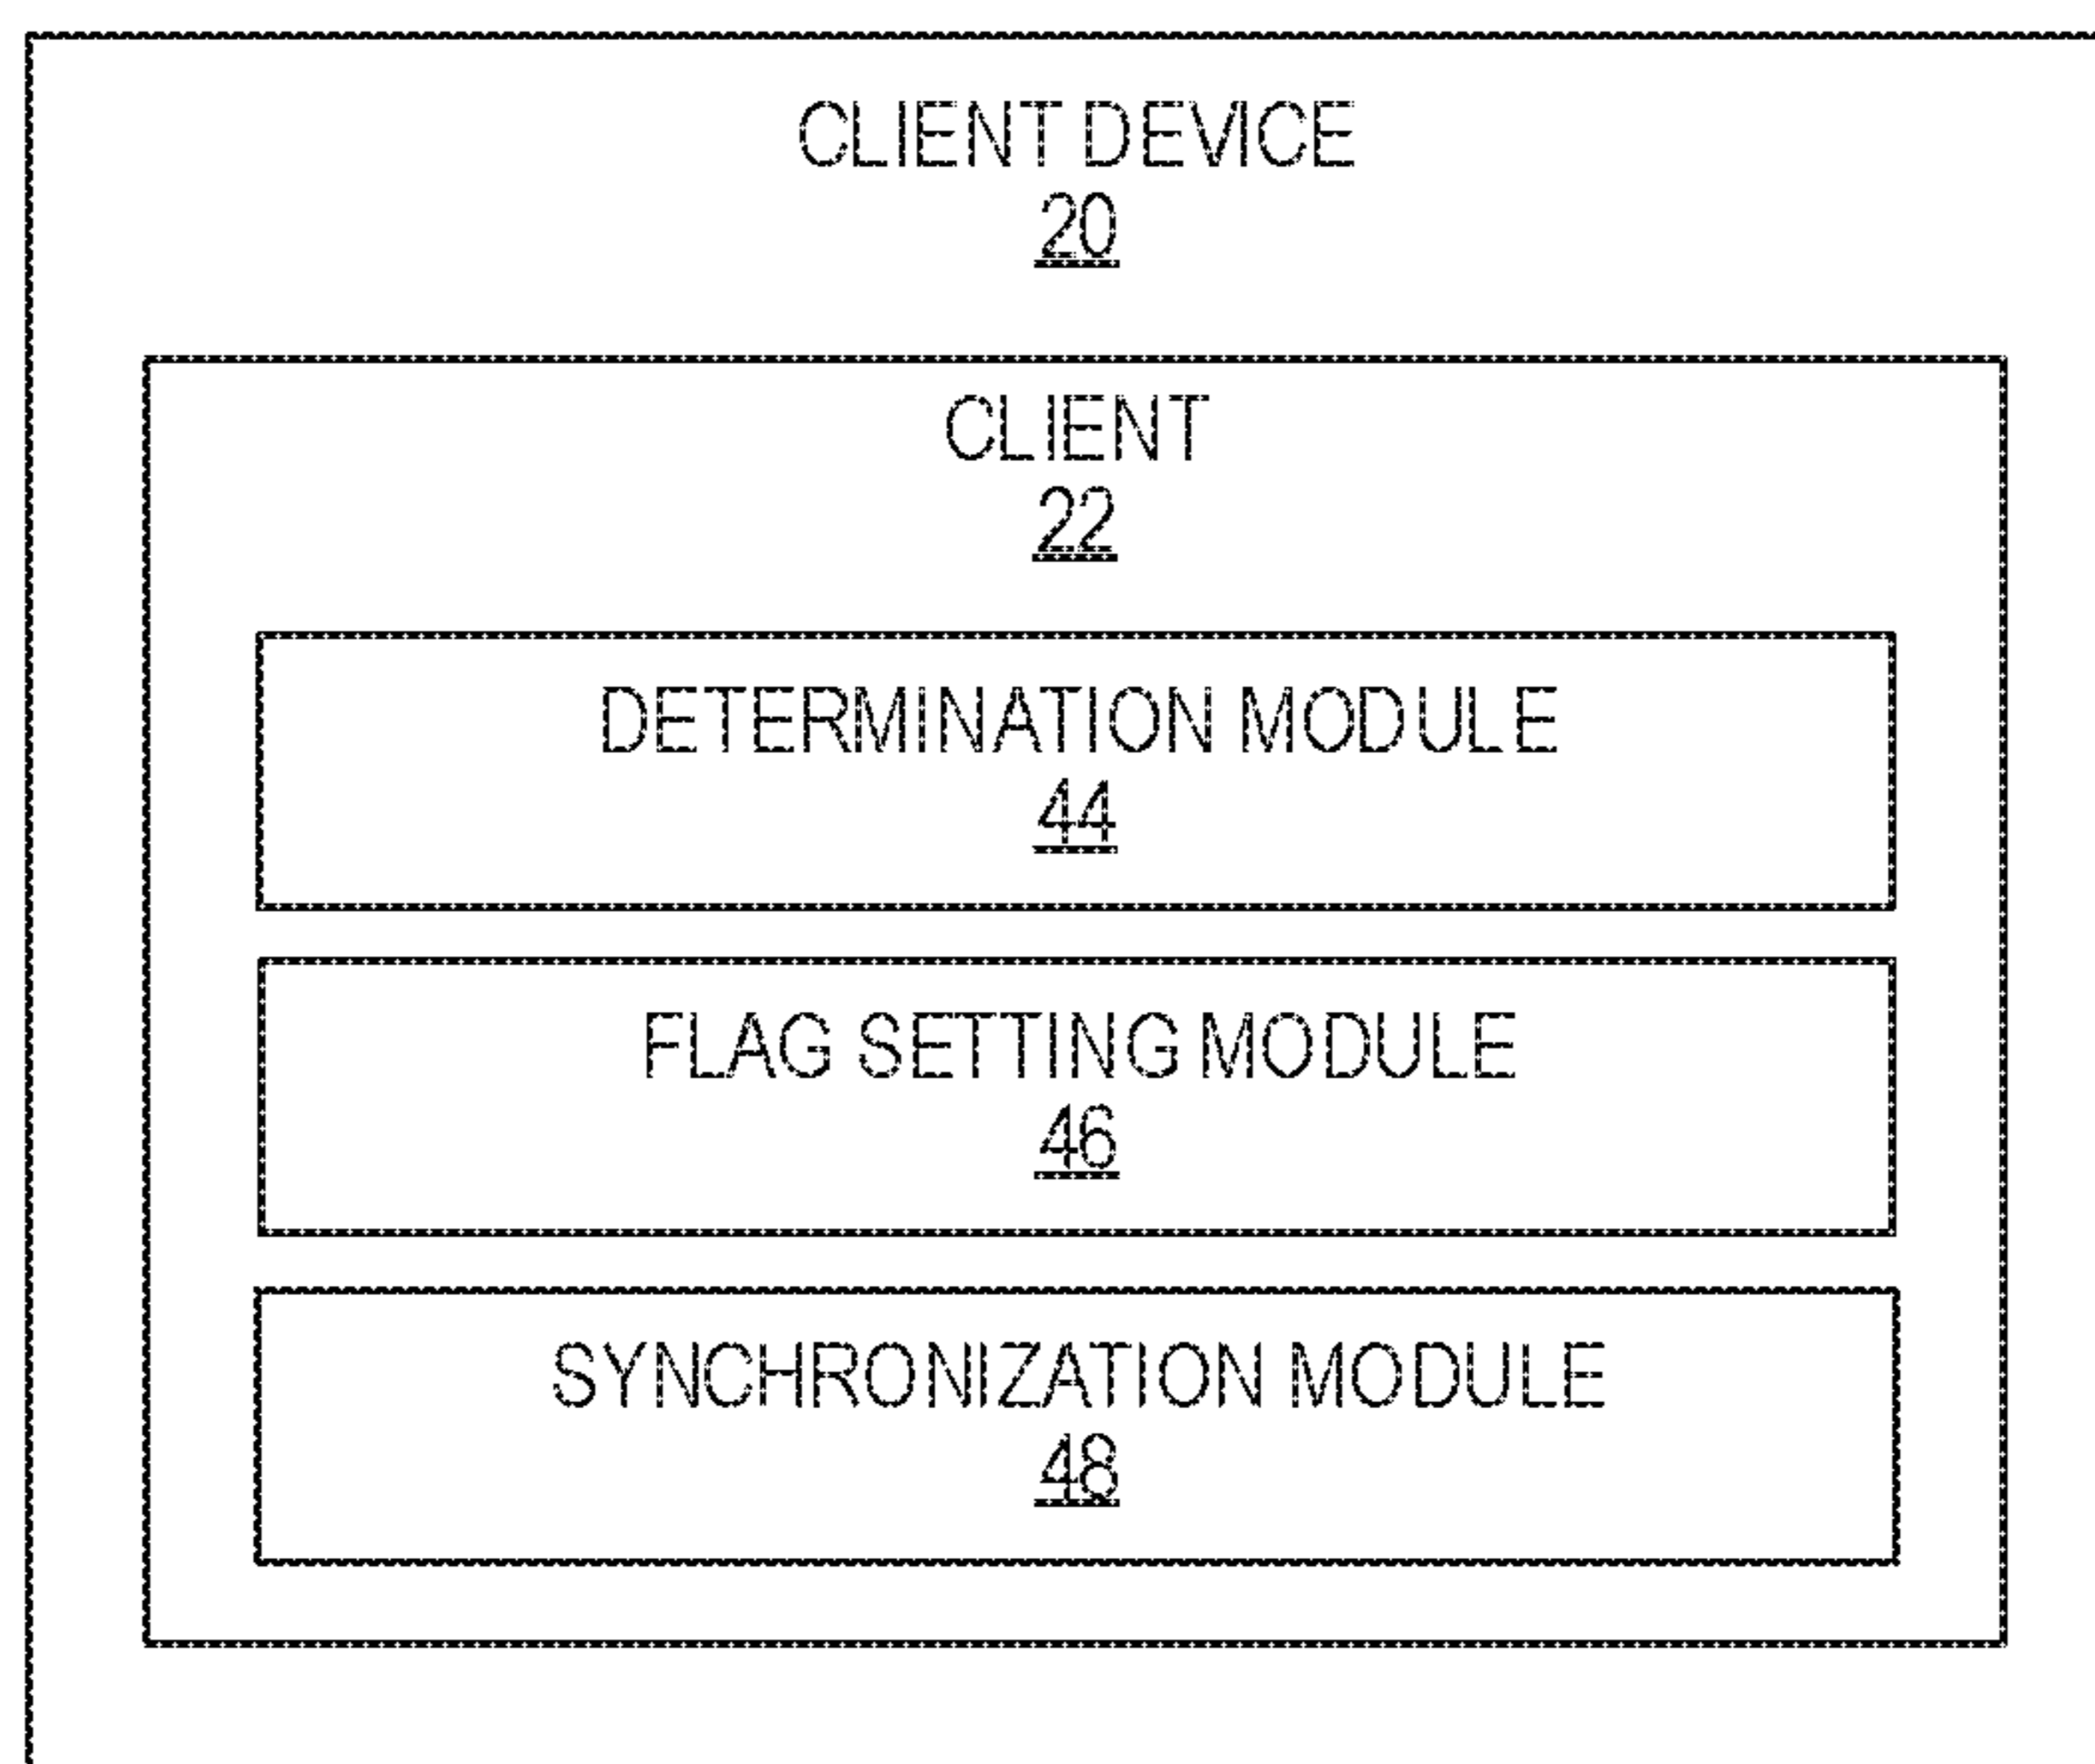 CLIENT DEVICE
20
CLIENT
22
DETERMINATION MODULE
44
FLAG SETTING MODULE
46
SYNCHRONIZATION MODULE
48